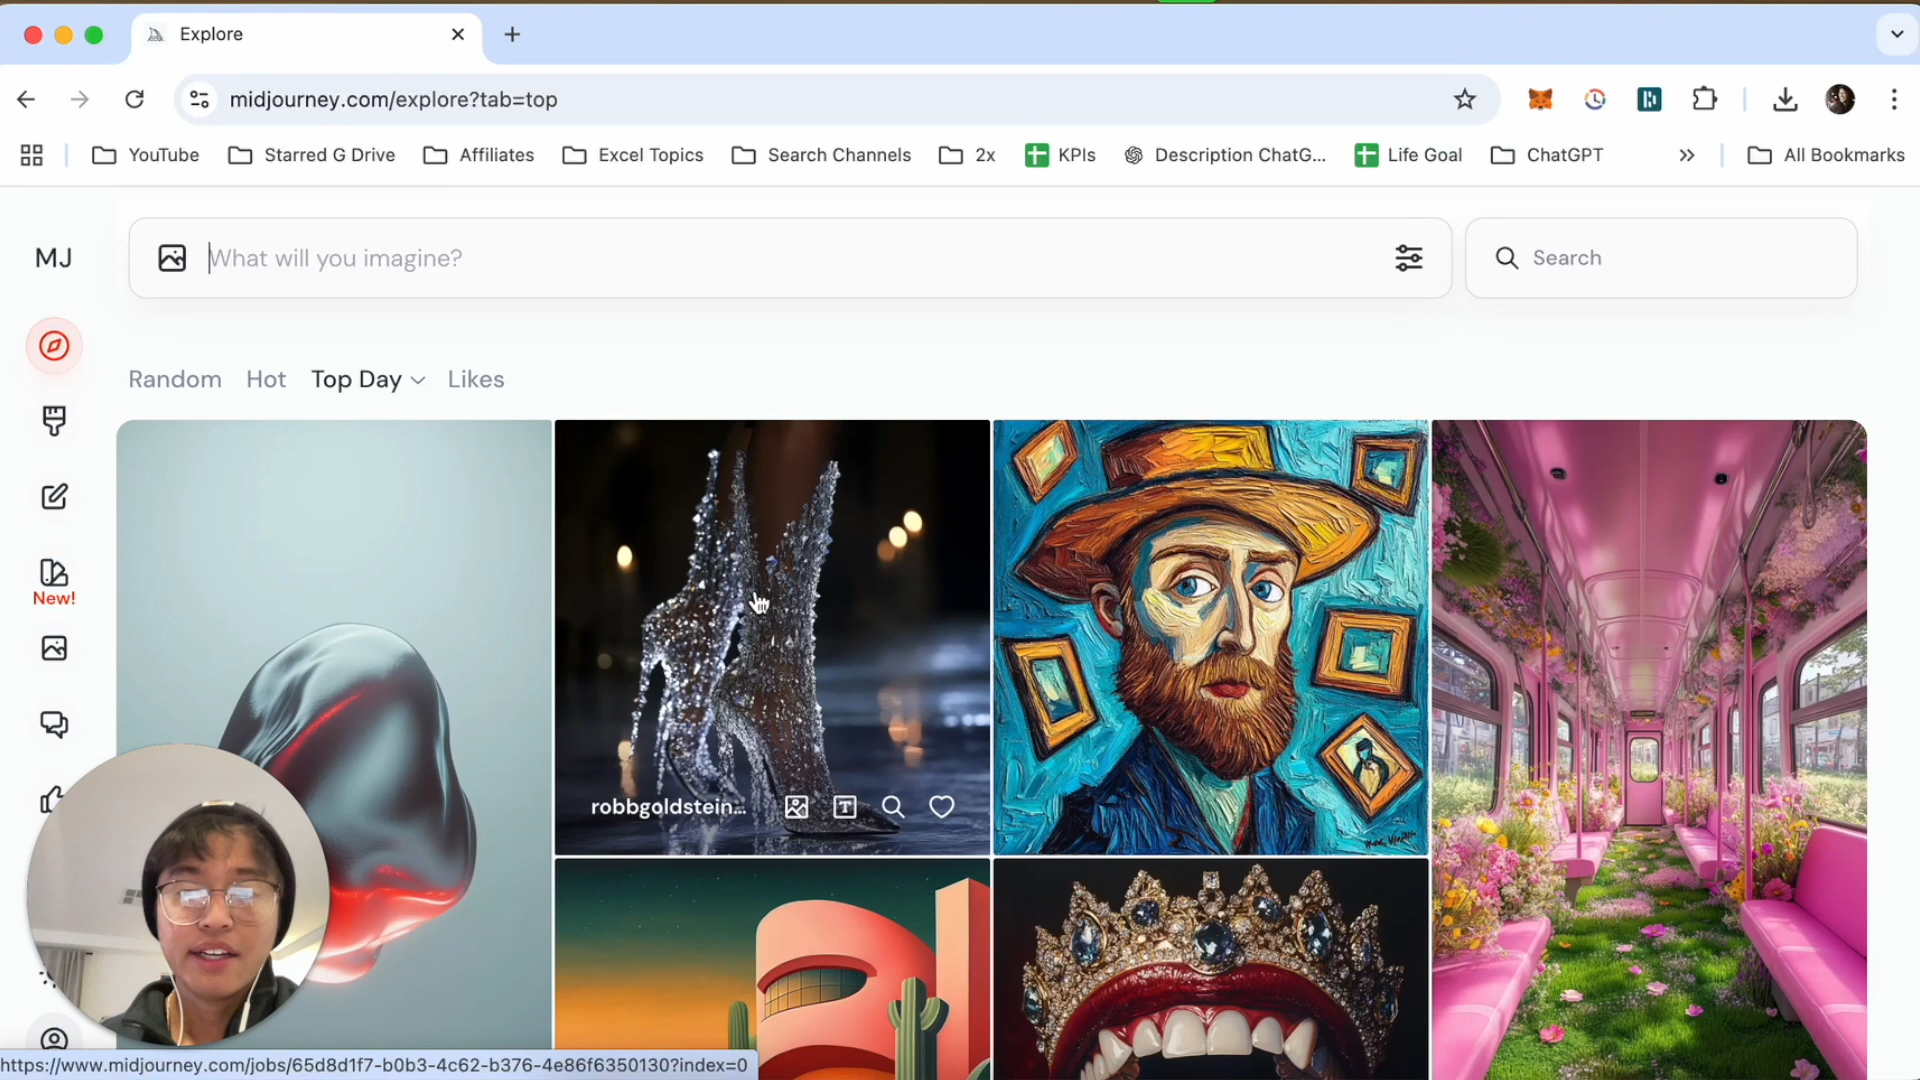 Explore
midjourney.com/explore?tab=top
YouTube
Starred G Drive
Affiliates
Excel Topics
Search Channels
2x
KPIs
Description ChatG...
Life Goal
ChatGPT
All Bookmarks
MJ
What will you imagine?
Search
Random
Hot
Top Day
Likes
New!
robbgoldstein...
https://www.midjourney.com/jobs/65d8d1f7-b0b3-4c62-b376-4e86f6350130?index=0